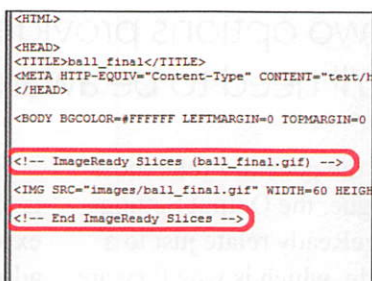 <HTML>
<HEAD>
<TITLE>ball_final</TITLE>
<META HTTP-EQUIV="Content-Type" CONTENT="text/h
</HEAD>
<BODY BGCOLOR=#FFFFFF LEFTMARGIN=0 TOPMARGIN=0
<!-- ImageReady Slices (ball_final.gif) -->
<IMG SRC="images/ball_final.gif" WIDTH=60 HEIGH
<!-- End ImageReady Slices -->